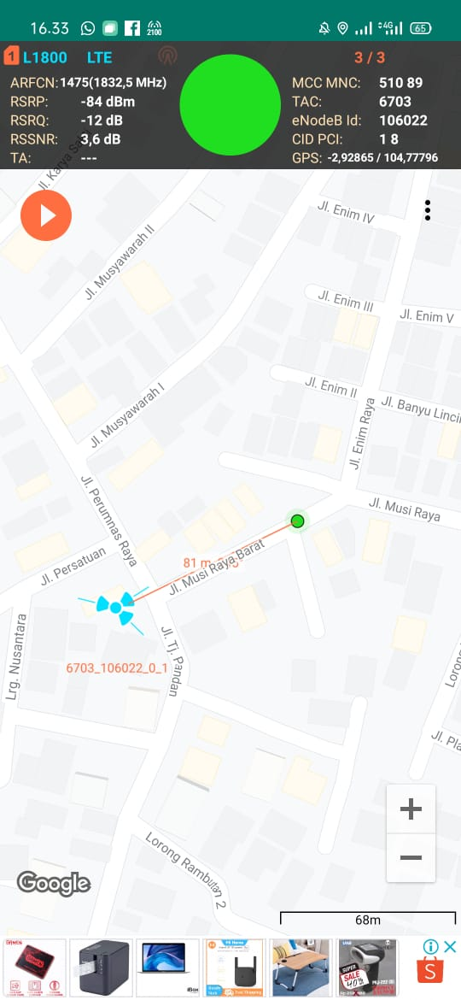 16.33
2100
4G
65
1 L1800 LTE 3 / 3
ARFCN: 1475(1832,5 MHz) MCC MNC: 510 89
RSRP: -84 dBm TAC: 6703
RSRQ: -12 dB eNodeB Id: 106022
RSSNR: 3,6 dB CID PCI: 1 8
TA: --- GPS: -2,92865 / 104,77796
Jl. Karya
Jl. Enim IV
Jl. Musyawarah II
Jl. Enim III
Jl. Enim V
Jl. Enim II
Jl. Banyu Lincir
Jl. Musyawarah I
Jl. Enim Raya
Jl. Perumnas Raya
Jl. Musi Raya
Jl. Persatuan
81 m
Jl. Musi Raya Barat
Lrg. Nusantara
Jl. Tj. Pandan
6703_106022_0_1
Lorong
Jl. Pla
+
−
Lorong Rambutan 2
Google
68m
GAMES
iBox
SUPER
SALE
S